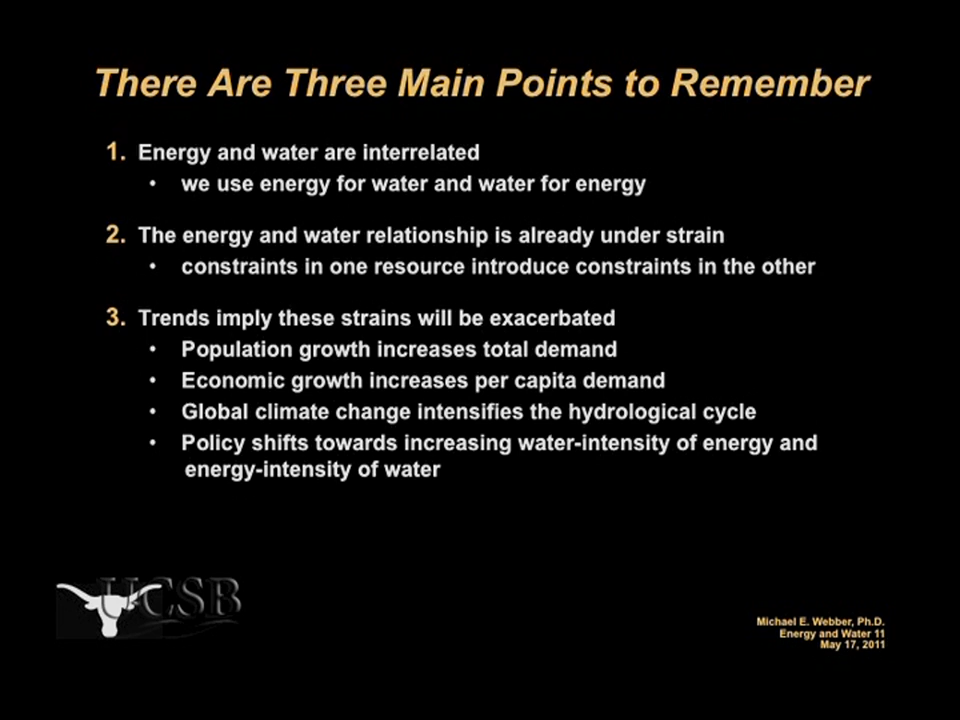 There Are Three Main Points to Remember
1. Energy and water are interrelated
• we use energy for water and water for energy
2. The energy and water relationship is already under strain
• constraints in one resource introduce constraints in the other
3. Trends imply these strains will be exacerbated
• Population growth increases total demand
• Economic growth increases per capita demand
• Global climate change intensifies the hydrological cycle
• Policy shifts towards increasing water-intensity of energy and
energy-intensity of water
UCSB
Michael E. Webber, Ph.D.
Energy and Water 11
May 17, 2011